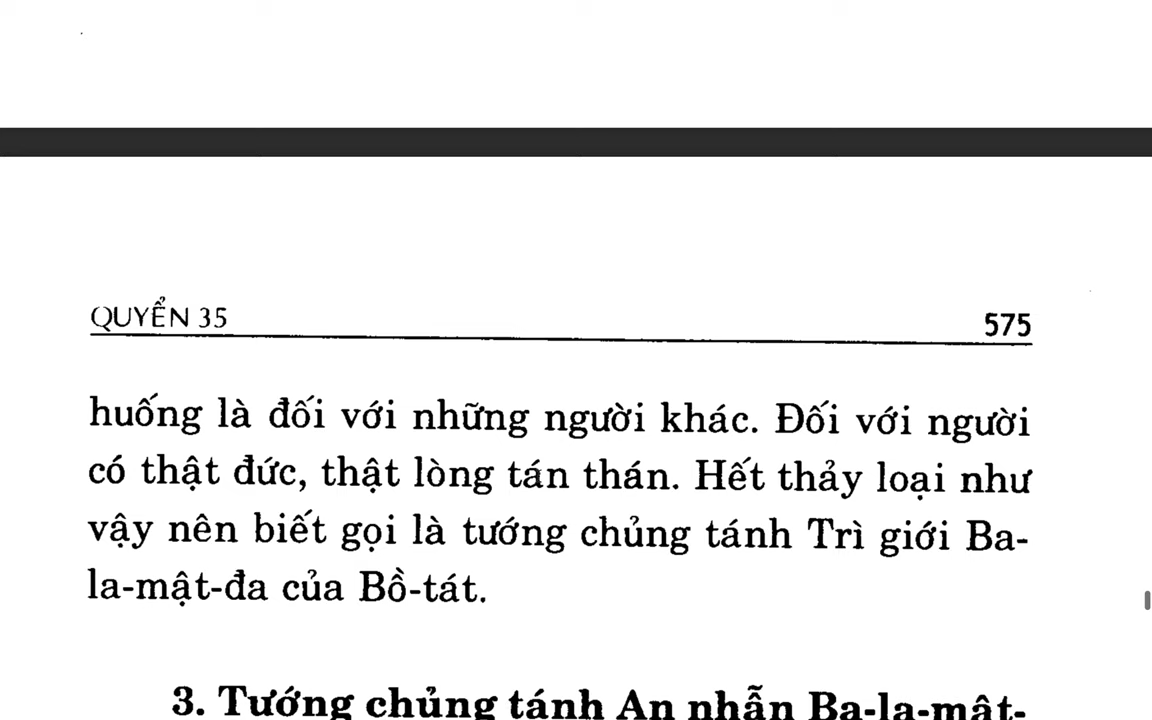 QUYỂN 35
575
huống là đối với những người khác. Đối với người
có thật đức, thật lòng tán thán. Hết thảy loại như
vậy nên biết gọi là tướng chủng tánh Trì giới Ba-
la-mật-đa của Bồ-tát.
3. Tướng chủng tánh An nhẫn Ba-la-mật-